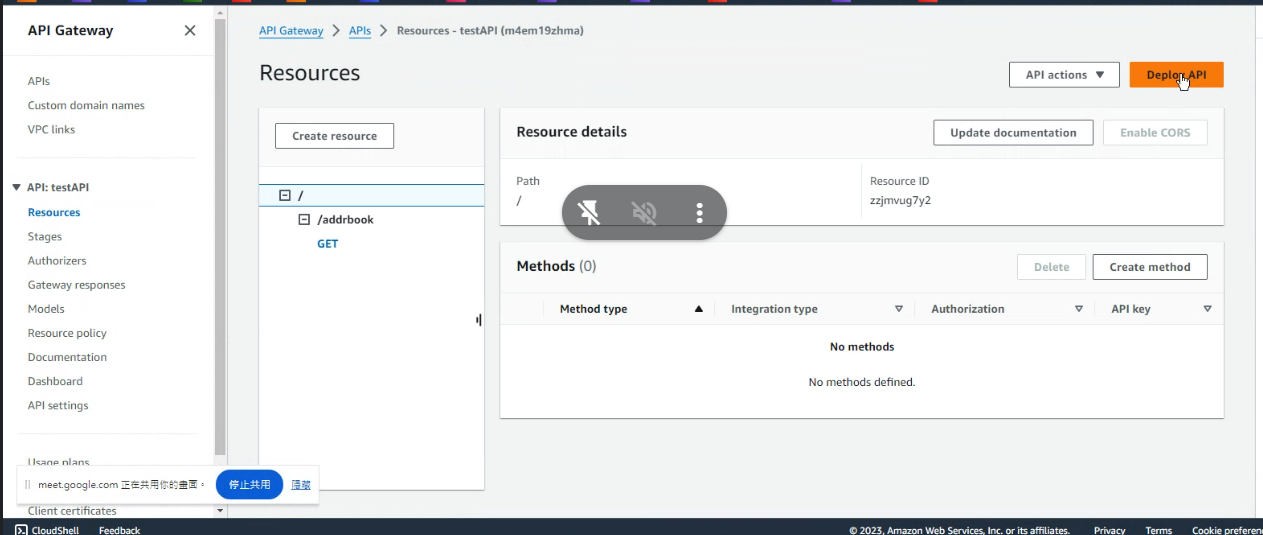 API Gateway
APIs
Custom domain names
VPC links
API: testAPI
Resources
Stages
Authorizers
Gateway responses
Models
Resource policy
Documentation
Dashboard
API settings
Usage plans
meet.google.com 正在共用你的畫面。 停止共用 隱藏
Client certificates
API Gateway > APIs > Resources - testAPI (m4em19zhma)
Resources
API actions
Deploy API
Create resource
/
/addrbook
GET
Resource details
Update documentation
Enable CORS
Path
/
Resource ID
zzjmvug7y2
Methods (0)
Delete
Create method
Method type Integration type Authorization API key
No methods
No methods defined.
CloudShell Feedback © 2023, Amazon Web Services, Inc. or its affiliates. Privacy Terms Cookie preferen